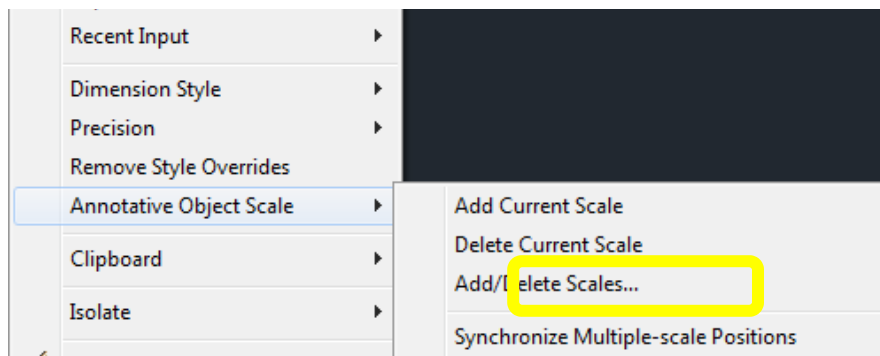 Recent Input
Dimension Style
Precision
Remove Style Overrides
Annotative Object Scale
Clipboard
Isolate
Add Current Scale
Delete Current Scale
Add/Delete Scales...
Synchronize Multiple-scale Positions